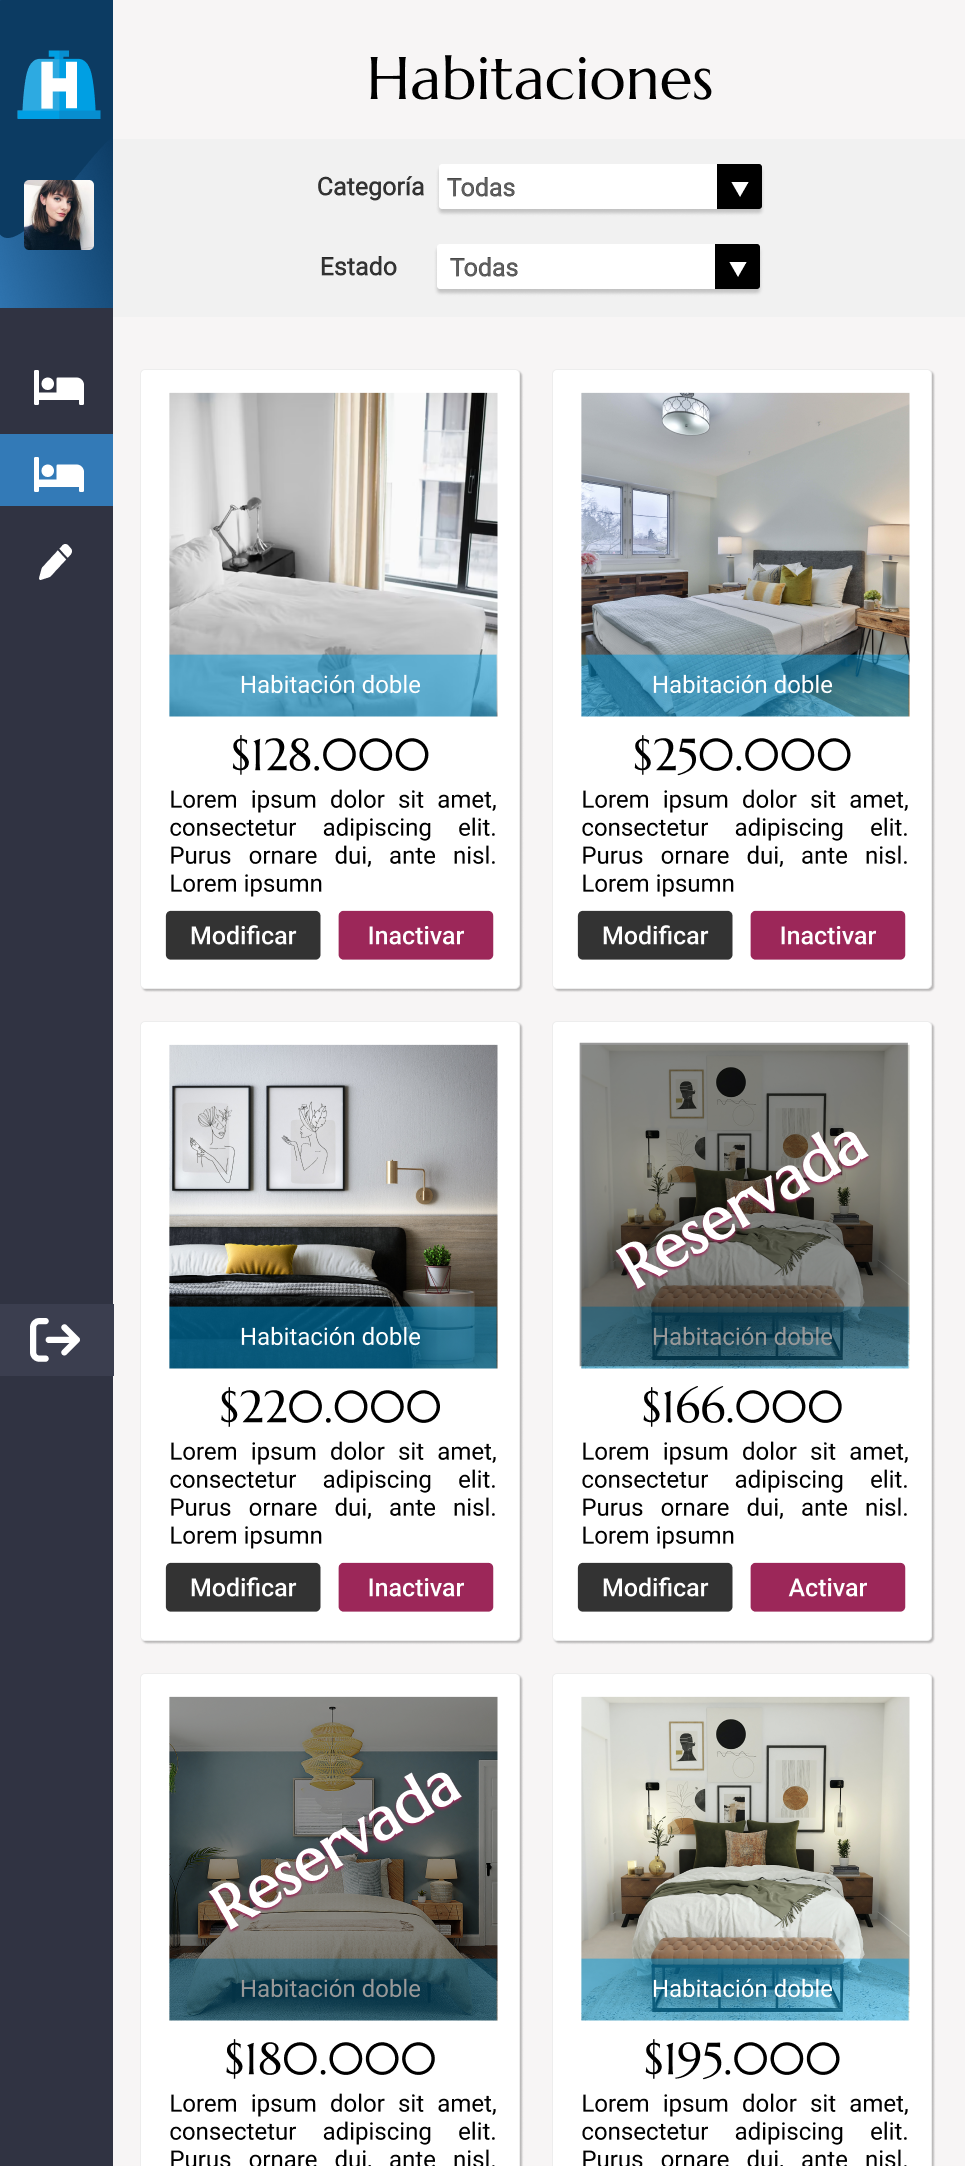 H
Habitaciones
Categoría
Todas
Estado
Todas
Habitación doble
$128.000
Lorem ipsum dolor sit amet,
consectetur adipiscing elit.
Purus ornare dui, ante nisl.
Lorem ipsumn
Modificar
Inactivar
Habitación doble
$250.000
Lorem ipsum dolor sit amet,
consectetur adipiscing elit.
Purus ornare dui, ante nisl.
Lorem ipsumn
Modificar
Inactivar
Habitación doble
$220.000
Lorem ipsum dolor sit amet,
consectetur adipiscing elit.
Purus ornare dui, ante nisl.
Lorem ipsumn
Modificar
Inactivar
Reservada
Habitación doble
$166.000
Lorem ipsum dolor sit amet,
consectetur adipiscing elit.
Purus ornare dui, ante nisl.
Lorem ipsumn
Modificar
Activar
Reservada
Habitación doble
$180.000
Lorem ipsum dolor sit amet,
consectetur adipiscing elit.
Purus ornare dui, ante nisl.
Habitación doble
$195.000
Lorem ipsum dolor sit amet,
consectetur adipiscing elit.
Purus ornare dui, ante nisl.